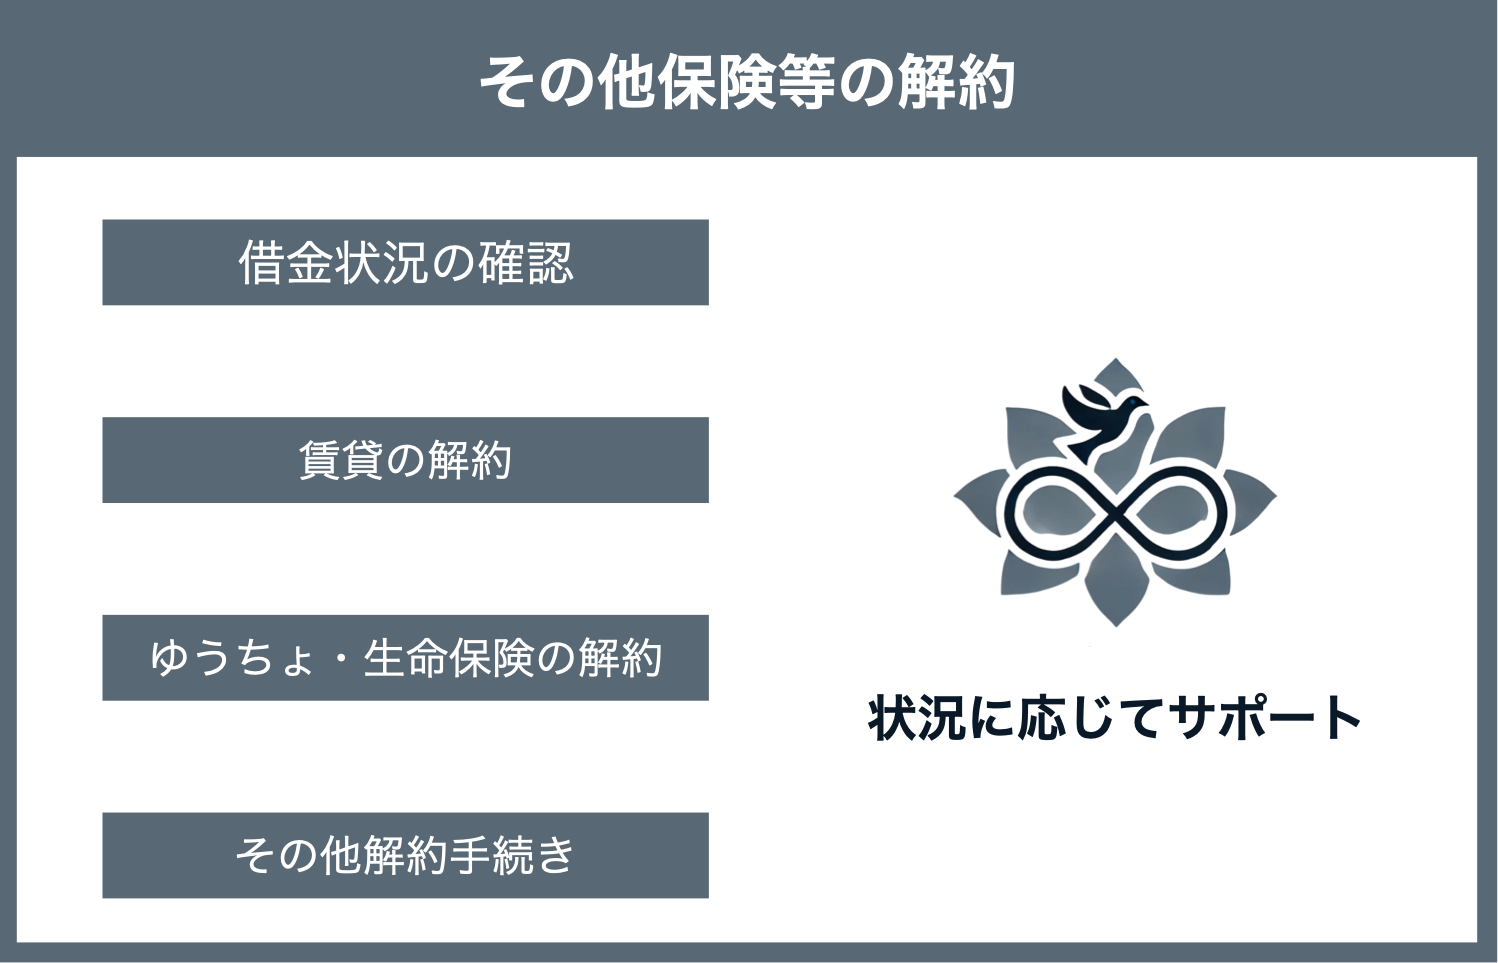 その他保険等の解約
借金状況の確認
賃貸の解約
ゆうちょ・生命保険の解約
その他解約手続き
状況に応じてサポート